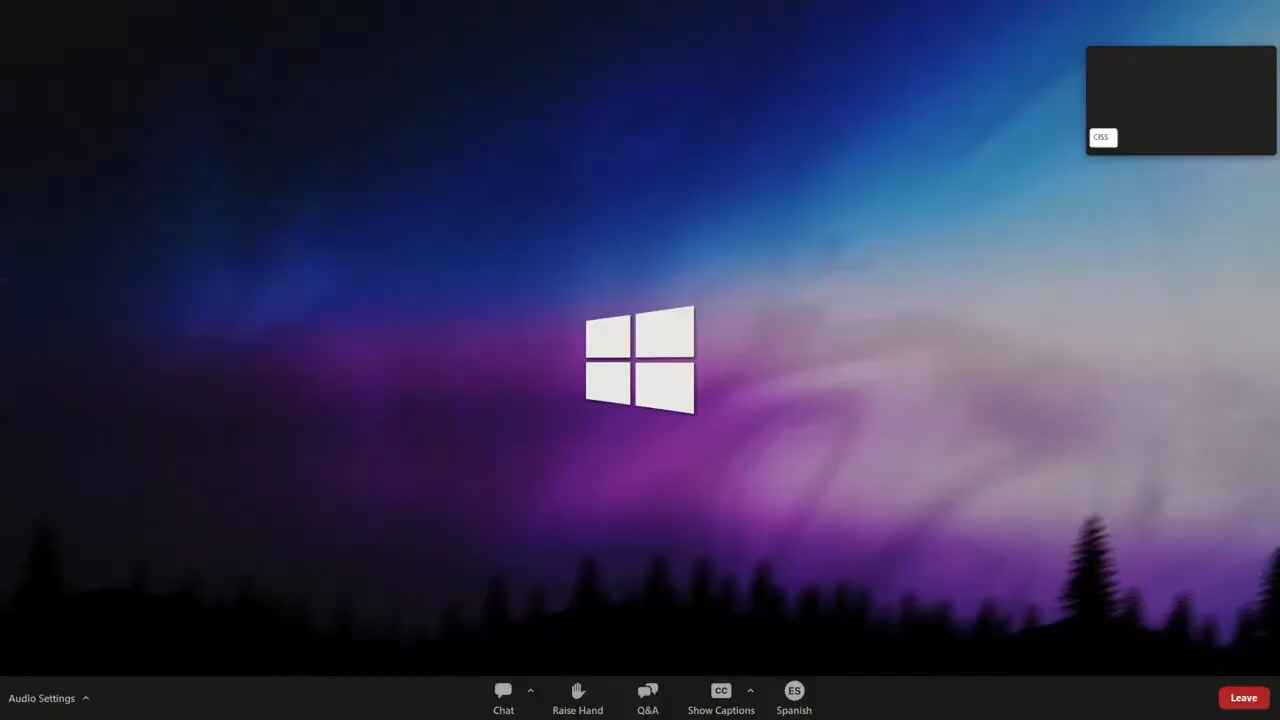 CISS
Audio Settings
Chat
Raise Hand
Q&A
CC
Show Captions
ES
Spanish
Leave